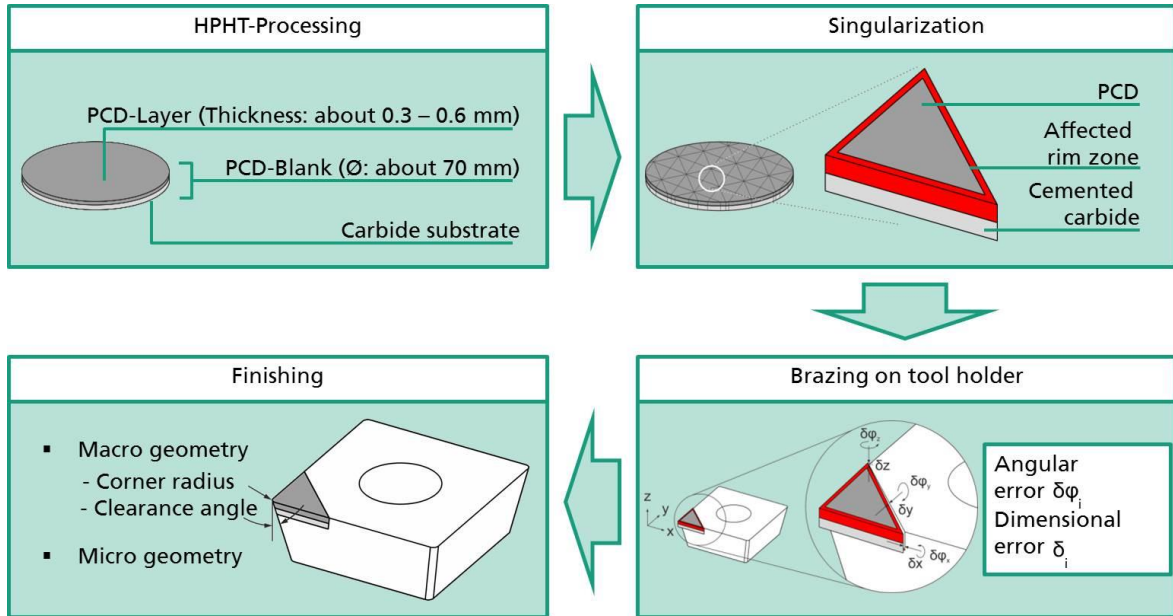 HPHT-Processing
PCD-Layer (Thickness: about 0.3 – 0.6 mm)
PCD-Blank (Ø: about 70 mm)
Carbide substrate
Singularization
PCD
Affected
rim zone
Cemented
carbide
Finishing
▪ Macro geometry
- Corner radius
- Clearance angle
▪ Micro geometry
Brazing on tool holder
z
y
x
δφz
δz
δφy
δy
δφx
δx
Angular
error δφi
Dimensional
error δi